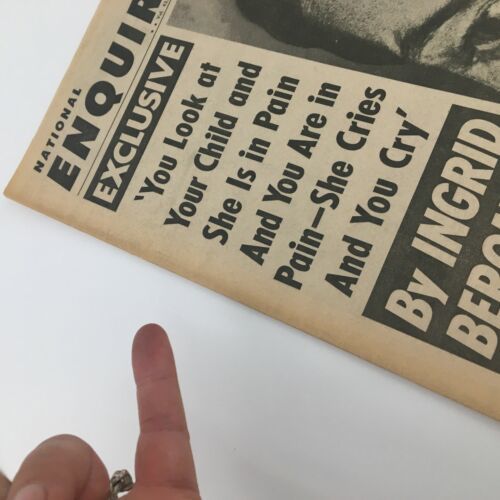 NATIONAL
ENQUIR
EXCLUSIVE
'You Look at
Your Child and
She Is in Pain
And You Are in
Pain—She Cries
And You Cry'
By INGRID